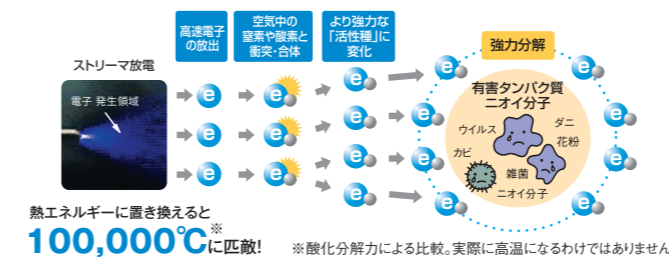 高速電子
の放出
空気中の
窒素や酸素と
衝突・合体
より強力な
「活性種」に
変化
ストリーマ放電
電子 発生領域
e
e
e
e
e
e
e
e
e
e
強力分解
e
e
e
e
e
e
e
e
有害タンパク質
ニオイ分子
ウイルス
ダニ
花粉
カビ
雑菌
ニオイ分子
熱エネルギーに置き換えると
100,000℃※に匹敵!
※酸化分解力による比較。実際に高温になるわけではありません